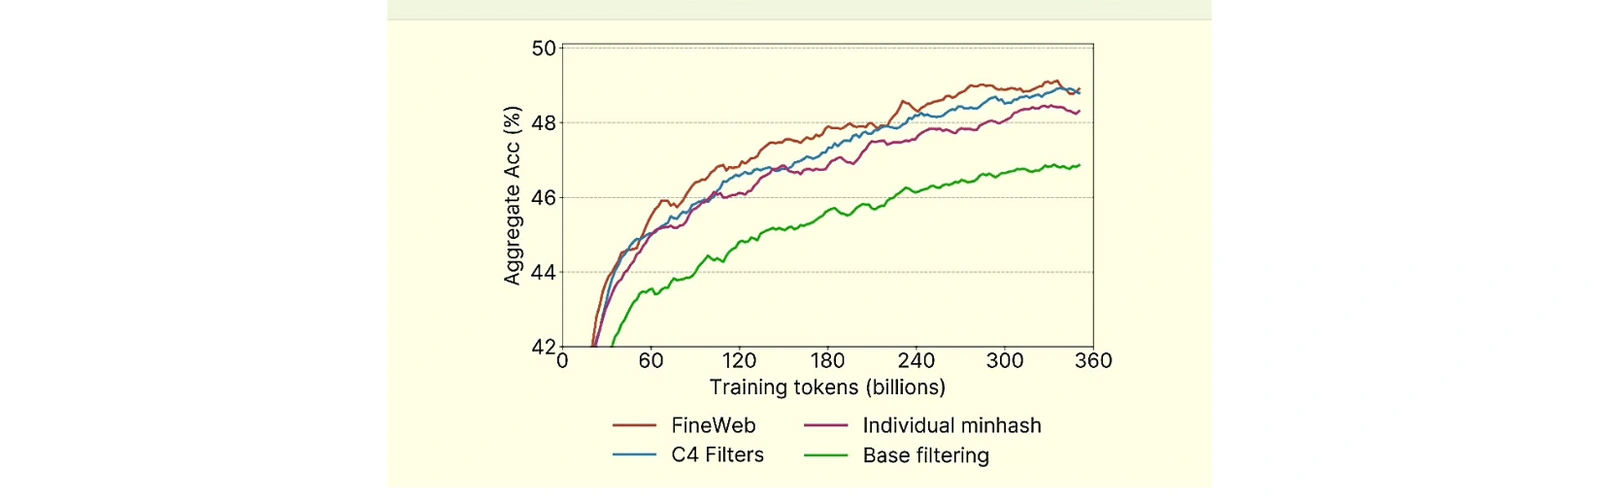 50
48
46
44
42
Aggregate Acc (%)
0 60 120 180 240 300 360
Training tokens (billions)
FineWeb Individual minhash
C4 Filters Base filtering